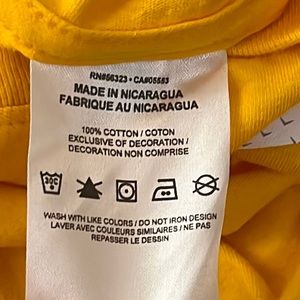 RN#56323 • CA#05553
MADE IN NICARAGUA
FABRIQUE AU NICARAGUA
100% COTTON / COTON
EXCLUSIVE OF DECORATION /
DECORATION NON COMPRISE
WASH WITH LIKE COLORS / DO NOT IRON DESIGN
LAVER AVEC COULEURS SIMILAIRES / NE PAS
REPASSER LE DESSIN